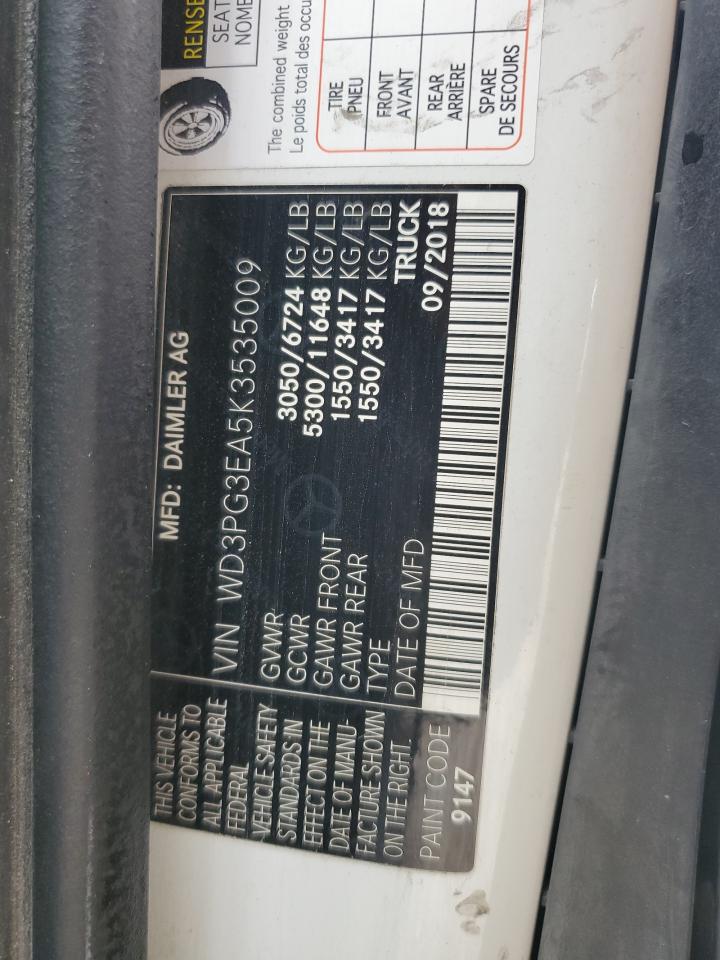 THIS VEHICLE
CONFORMS TO
ALL APPLICABLE
FEDERAL
VEHICLE SAFETY
STANDARDS IN
EFFECT ON THE
DATE OF MANU-
FACTURE SHOWN
ON THE RIGHT
PAINT CODE
9147
MFD: DAIMLER AG
VIN WD3PG3EA5K3535009
GVWR 3050/6724 KG/LB
GCWR 5300/11648 KG/LB
GAWR FRONT 1550/3417 KG/LB
GAWR REAR 1550/3417 KG/LB
TYPE TRUCK
DATE OF MFD 09/2018
RENSE
SEAT
NOMB
The combined weight
Le poids total des occu
TIRE
PNEU
FRONT
AVANT
REAR
ARRIÈRE
SPARE
DE SECOURS